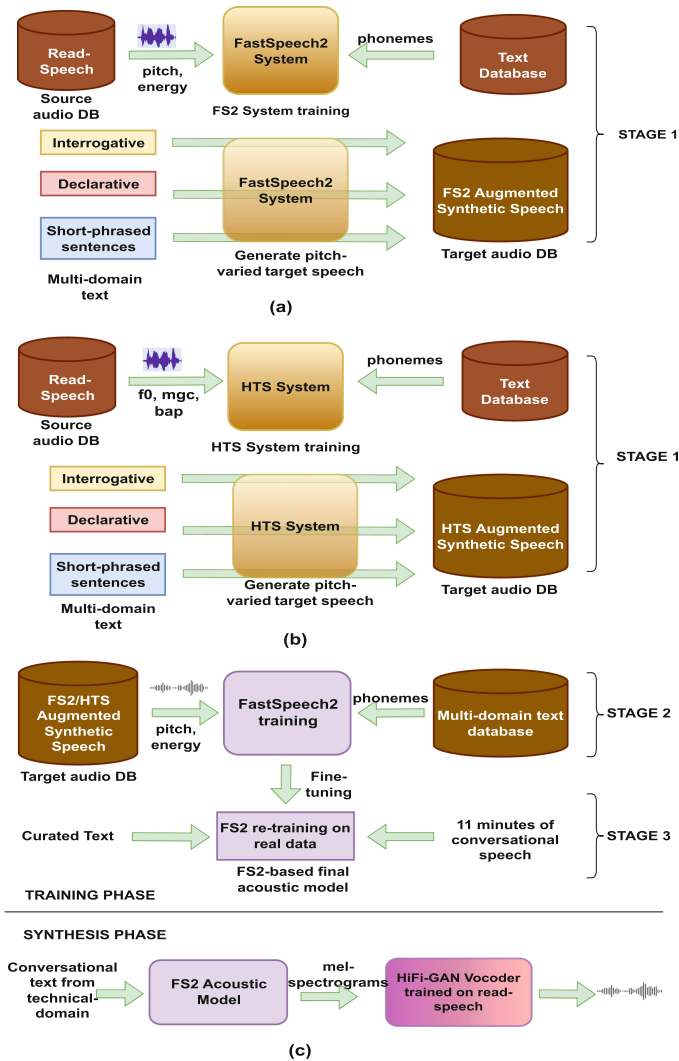 Read-
Speech
pitch,
energy
FastSpeech2
System
phonemes
Text
Database
Source
audio DB
FS2 System training
STAGE 1
Interrogative
Declarative
Short-phrased
sentences
Multi-domain
text
FastSpeech2
System
Generate pitch-
varied target speech
FS2 Augmented
Synthetic Speech
Target audio DB
(a)
Read-
Speech
f0, mgc,
bap
HTS System
phonemes
Text
Database
Source
audio DB
HTS System training
STAGE 1
Interrogative
Declarative
Short-phrased
sentences
Multi-domain
text
HTS System
Generate pitch-
varied target speech
HTS Augmented
Synthetic Speech
Target audio DB
(b)
FS2/HTS
Augmented
Synthetic
Speech
Target audio DB
pitch,
energy
FastSpeech2
training
phonemes
Multi-domain text
database
STAGE 2
Fine-
tuning
Curated Text
FS2 re-training on
real data
FS2-based final
acoustic model
11 minutes of
conversational
speech
STAGE 3
TRAINING PHASE
SYNTHESIS PHASE
Conversational
text from
technical-
domain
FS2 Acoustic
Model
mel-
spectrograms
HiFi-GAN Vocoder
trained on read-
speech
(c)